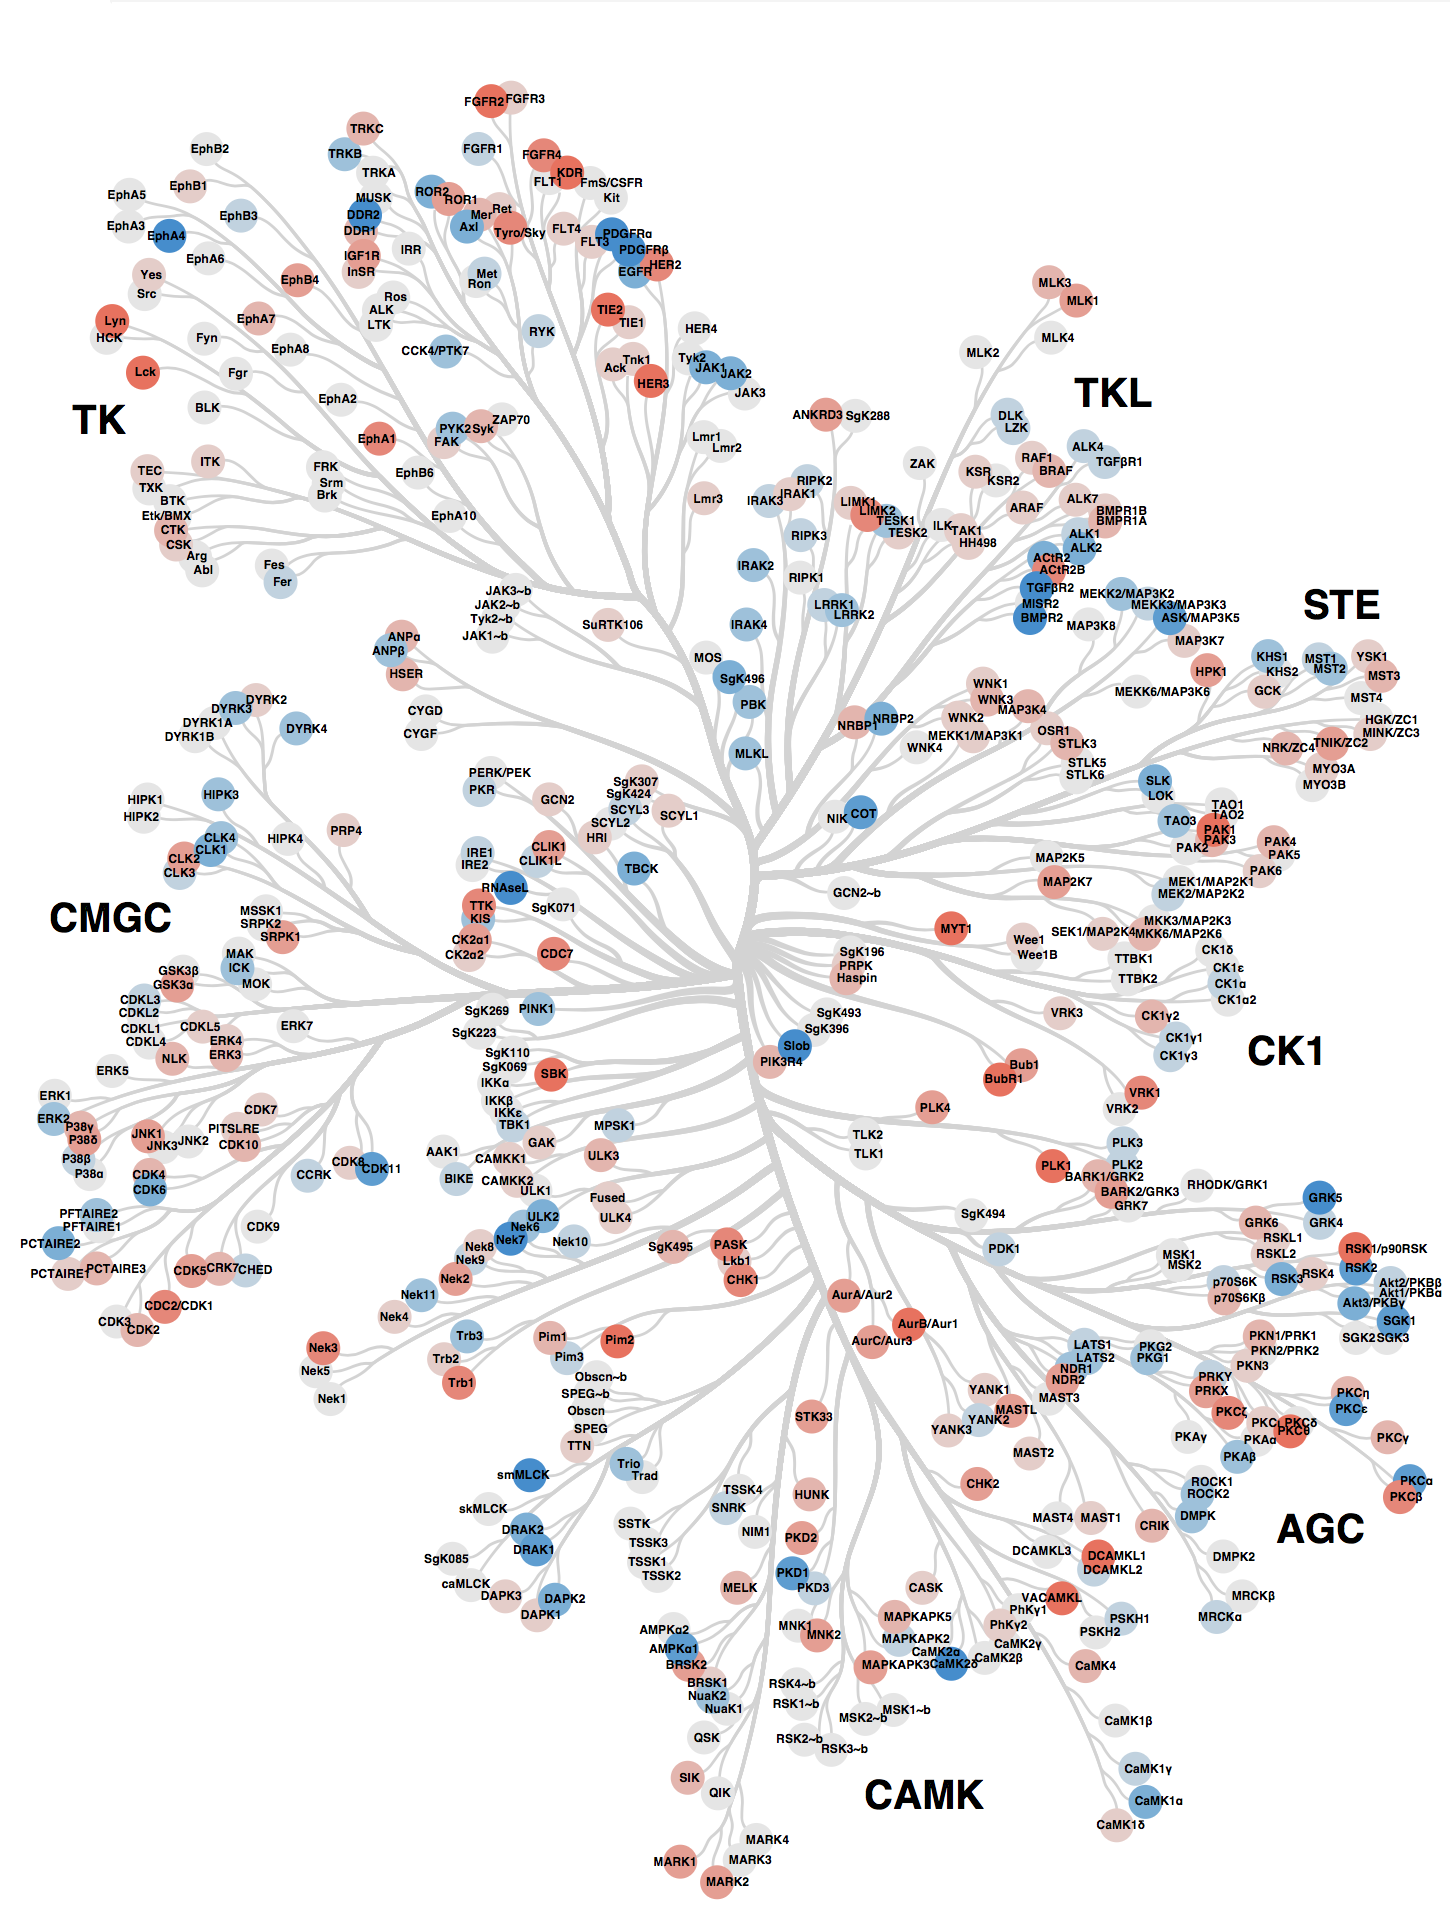 FGFR2
FGFR3
TRKC
FGFR1
EphB2
TRKB
FGFR4
TRKA
KDR
FLT1
FmS/CSFR
Kit
EphB1
EphA5
MUSK
ROR2
ROR1
Ret
Mer
DDR2
EphB3
EphA3
EphA4
DDR1
Axl
Tyro/Sky
FLT4
FLT3
PDGFRα
PDGFRβ
IRR
IGF1R
InSR
EphA6
EGFR
HER2
Yes
Src
EphB4
Met
Ron
Ros
ALK
LTK
TIE2
TIE1
Lyn
HCK
EphA7
Fyn
EphA8
RYK
CCK4/PTK7
HER4
Tyk2
JAK1
JAK2
JAK3
Ack
Tnk1
HER3
Lck
Fgr
EphA2
BLK
TK
ZAP70
PYK2
Syk
FAK
EphA1
EphB6
Lmr1
Lmr2
Lmr3
TEC
TXK
ITK
FRK
Srm
Brk
BTK
Etk/BMX
CTK
CSK
Arg
Abl
EphA10
Fes
Fer
JAK3~b
JAK2~b
Tyk2~b
JAK1~b
SuRTK106
MLK3
MLK1
MLK2
MLK4
TKL
ANKRD3
SgK288
DLK
LZK
ALK4
TGFβR1
ZAK
RAF1
BRAF
KSR
KSR2
RIPK2
IRAK3
IRAK1
LIMK1
LIMK2
TESK1
TESK2
ILK
TAK1
HH498
ARAF
ALK7
BMPR1B
BMPR1A
RIPK3
ALK1
ALK2
ACtR2
ACtR2B
IRAK2
RIPK1
TGFβR2
MISR2
BMPR2
LRRK1
LRRK2
IRAK4
MEKK2/MAP3K2
MEKK3/MAP3K3
ASK/MAP3K5
MAP3K8
MAP3K7
STE
MOS
SgK496
PBK
MLKL
HPK1
KHS1
KHS2
MST1
MST2
YSK1
MST3
MST4
GCK
WNK1
WNK3
MAP3K4
WNK2
MEKK1/MAP3K1
WNK4
MEKK6/MAP3K6
NRBP1
NRBP2
OSR1
STLK3
STLK5
STLK6
HGK/ZC1
MINK/ZC3
TNIK/ZC2
NRK/ZC4
MYO3A
MYO3B
SLK
LOK
TAO1
TAO2
TAO3
PAK1
PAK3
PAK2
PAK4
PAK5
PAK6
NIK
COT
MAP2K5
MAP2K7
MEK1/MAP2K1
MEK2/MAP2K2
GCN2~b
MKK3/MAP2K3
SEK1/MAP2K4
MKK6/MAP2K6
ANPα
ANPβ
HSER
CYGD
CYGF
DYRK2
DYRK3
DYRK1A
DYRK1B
DYRK4
HIPK1
HIPK2
HIPK3
HIPK4
PRP4
CLK4
CLK1
CLK2
CLK3
CMGC
PERK/PEK
PKR
GCN2
SgK307
SgK424
SCYL3
SCYL2
SCYL1
HRI
IRE1
IRE2
CLIK1
CLIK1L
TBCK
RNAseL
TTK
KIS
SgK071
CK2α1
CK2α2
CDC7
MSSK1
SRPK2
SRPK1
MAK
ICK
MOK
GSK3β
GSK3α
CDKL3
CDKL2
CDKL1
CDKL4
CDKL5
ERK7
ERK4
ERK3
NLK
ERK5
ERK1
ERK2
P38γ
P38δ
P38β
P38α
JNK1
JNK3
JNK2
CDK7
PITSLRE
CDK10
CDK4
CDK6
CCRK
CDK8
CDK11
PFTAIRE2
PFTAIRE1
PCTAIRE2
PCTAIRE1
PCTAIRE3
CDK9
CDK5
CRK7
CHED
CDC2/CDK1
CDK3
CDK2
MYT1
Wee1
Wee1B
TTBK1
TTBK2
CK1δ
CK1ε
CK1α
CK1α2
SgK196
PRPK
Haspin
SgK493
SgK396
Slob
PIK3R4
VRK3
CK1γ2
CK1γ1
CK1γ3
CK1
Bub1
BubR1
VRK1
VRK2
PLK4
PLK3
PLK2
PLK1
TLK2
TLK1
SgK269
PINK1
SgK223
SgK110
SgK069
SBK
IKKα
IKKβ
IKKε
TBK1
MPSK1
GAK
AAK1
BIKE
CAMKK1
CAMKK2
ULK3
ULK1
Fused
ULK4
ULK2
Nek6
Nek7
Nek10
Nek8
Nek9
Nek2
Nek11
Nek4
Nek3
Nek5
Nek1
SgK495
PASK
Lkb1
CHK1
Trb3
Trb2
Trb1
Pim1
Pim2
Pim3
Obscn~b
SPEG~b
Obscn
SPEG
TTN
smMLCK
Trio
Trad
skMLCK
DRAK2
DRAK1
SgK085
caMLCK
DAPK3
DAPK2
DAPK1
BARK1/GRK2
BARK2/GRK3
GRK7
RHODK/GRK1
GRK5
GRK4
GRK6
SgK494
PDK1
RSKL1
RSKL2
RSK1/p90RSK
RSK2
RSK3
RSK4
MSK1
MSK2
p70S6K
p70S6Kβ
Akt2/PKBβ
Akt1/PKBα
Akt3/PKBγ
SGK1
SGK2
SGK3
AurA/Aur2
AurB/Aur1
AurC/Aur3
LATS1
LATS2
NDR1
NDR2
PKG2
PKG1
PKN1/PRK1
PKN2/PRK2
PKN3
PRKY
PRKX
YANK1
YANK2
YANK3
MASTL
MAST3
MAST2
PKCζ
PKCι
PKCδ
PKCθ
PKCη
PKCε
PKCγ
PKCα
PKCβ
PKAγ
PKAα
PKAβ
ROCK1
ROCK2
DMPK
AGC
MAST4
MAST1
CRIK
DMPK2
MRCKβ
MRCKα
STK33
CHK2
HUNK
TSSK4
SNRK
NIM1
SSTK
TSSK3
TSSK1
TSSK2
PKD2
PKD1
PKD3
MELK
DCAMKL3
DCAMKL1
DCAMKL2
VACAMKL
PhKγ1
PhKγ2
PSKH1
PSKH2
CASK
MAPKAPK5
MAPKAPK2
MAPKAPK3
MNK1
MNK2
CaMK2γ
CaMK2α
CaMK2β
CaMK2δ
CaMK4
AMPKα2
AMPKα1
BRSK2
BRSK1
NuaK2
NuaK1
RSK4~b
RSK1~b
RSK2~b
RSK3~b
MSK2~b
MSK1~b
QSK
SIK
QIK
CaMK1β
CaMK1γ
CaMK1α
CaMK1δ
CAMK
MARK4
MARK3
MARK1
MARK2